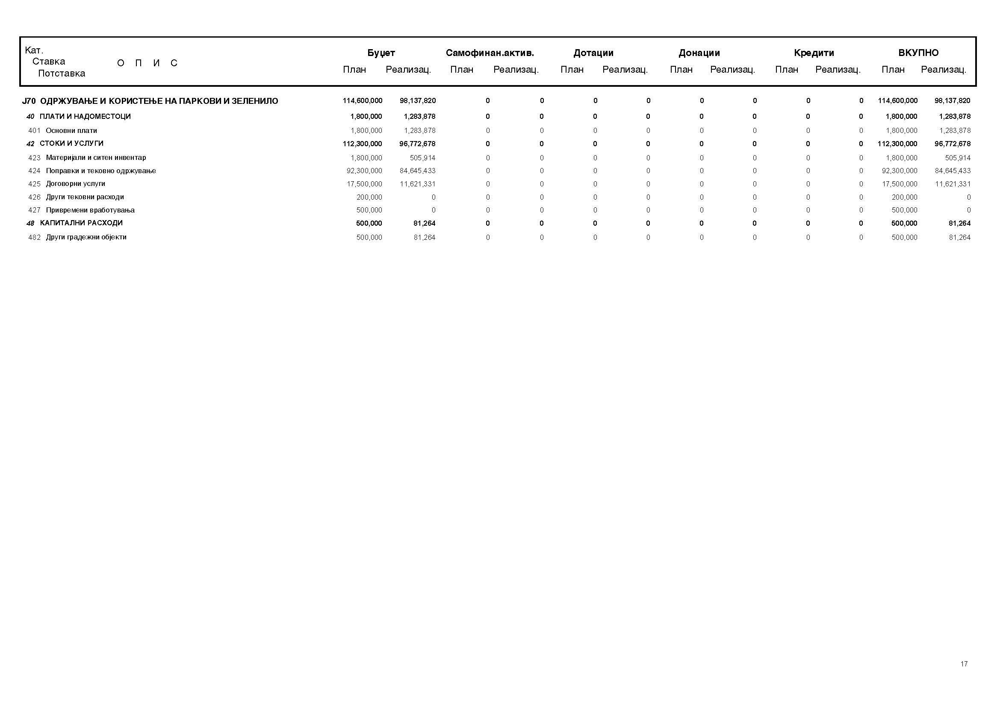 Кат.
Ставка
Потставка
О П И С
Буџет Самофинан.актив. Дотации Донации Кредити ВКУПНО
План Реализац. План Реализац. План Реализац. План Реализац. План Реализац. План Реализац.
Ј70 ОДРЖУВАЊЕ И КОРИСТЕЊЕ НА ПАРКОВИ И ЗЕЛЕНИЛО 114,600,000 98,137,820 0 0 0 0 0 0 0 0 114,600,000 98,137,820
40 ПЛАТИ И НАДОМЕСТОЦИ 1,800,000 1,283,878 0 0 0 0 0 0 0 0 1,800,000 1,283,878
401 Основни плати 1,800,000 1,283,878 0 0 0 0 0 0 0 0 1,800,000 1,283,878
42 СТОКИ И УСЛУГИ 112,300,000 96,772,678 0 0 0 0 0 0 0 0 112,300,000 96,772,678
423 Материјали и ситен инвентар 1,800,000 505,914 0 0 0 0 0 0 0 0 1,800,000 505,914
424 Поправки и тековно одржување 92,300,000 84,645,433 0 0 0 0 0 0 0 0 92,300,000 84,645,433
425 Договорни услуги 17,500,000 11,621,331 0 0 0 0 0 0 0 0 17,500,000 11,621,331
426 Други тековни расходи 200,000 0 0 0 0 0 0 0 0 0 200,000 0
427 Привремени вработувања 500,000 0 0 0 0 0 0 0 0 0 500,000 0
48 КАПИТАЛНИ РАСХОДИ 500,000 81,264 0 0 0 0 0 0 0 0 500,000 81,264
482 Други градежни објекти 500,000 81,264 0 0 0 0 0 0 0 0 500,000 81,264
17